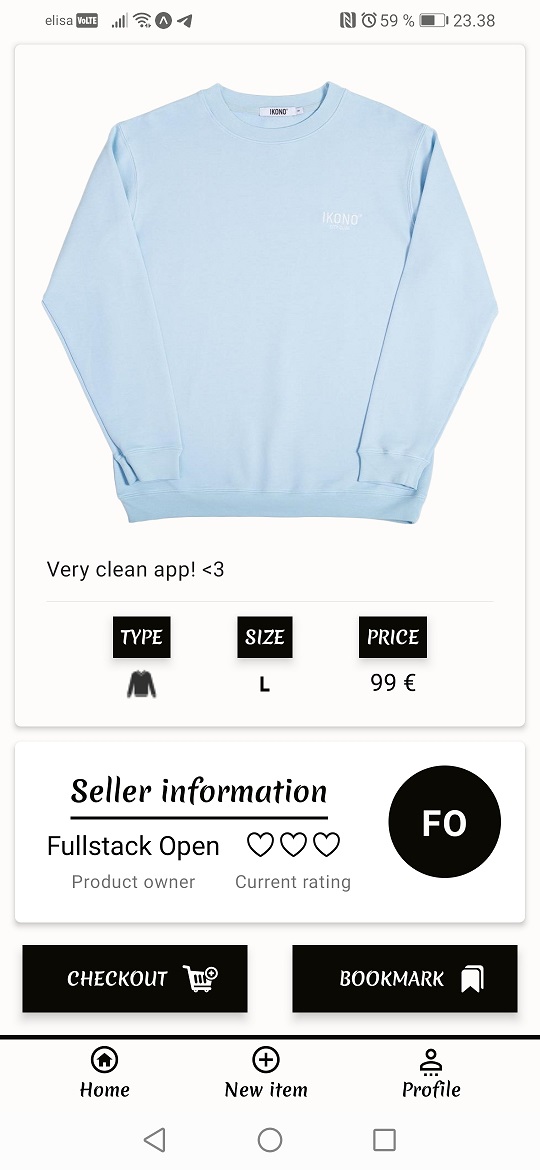 elisa VoLTE 59 % 23.38
IKONO
IKONO
Very clean app! <3
TYPE SIZE PRICE
L 99 €
Seller information
FO
Fullstack Open
Product owner Current rating
CHECKOUT BOOKMARK
Home New item Profile